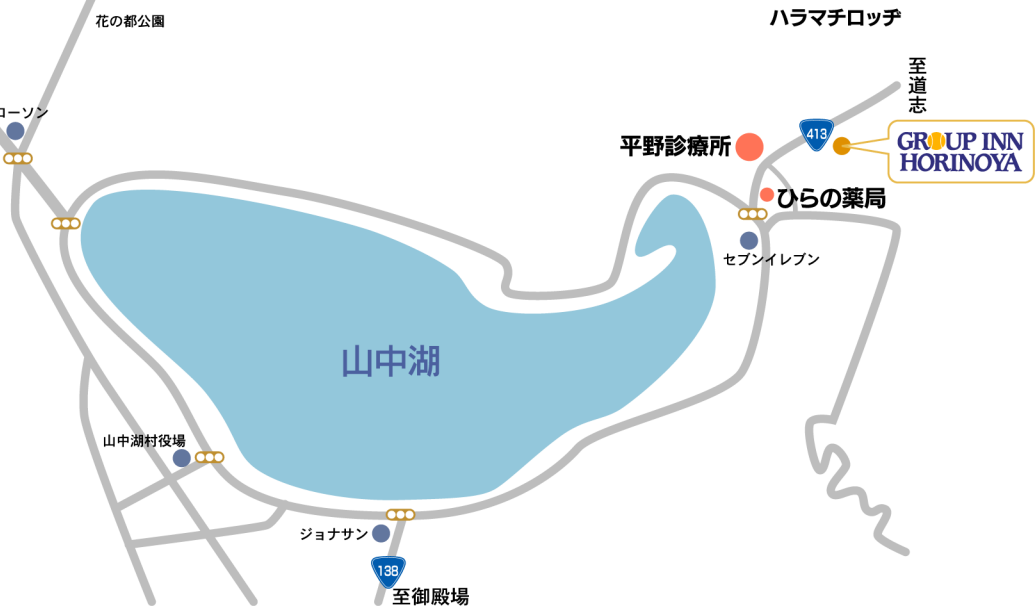 ハラマチロッヂ
花の都公園
至道志
ローソン
413
GROUP INN
HORINOYA
平野診療所
ひらの薬局
セブンイレブン
山中湖
山中湖村役場
ジョナサン
138
至御殿場